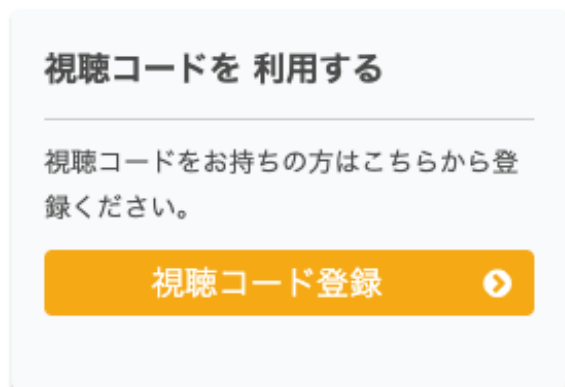 視聴コードを 利用する
視聴コードをお持ちの方はこちらから登
録ください。
視聴コード登録